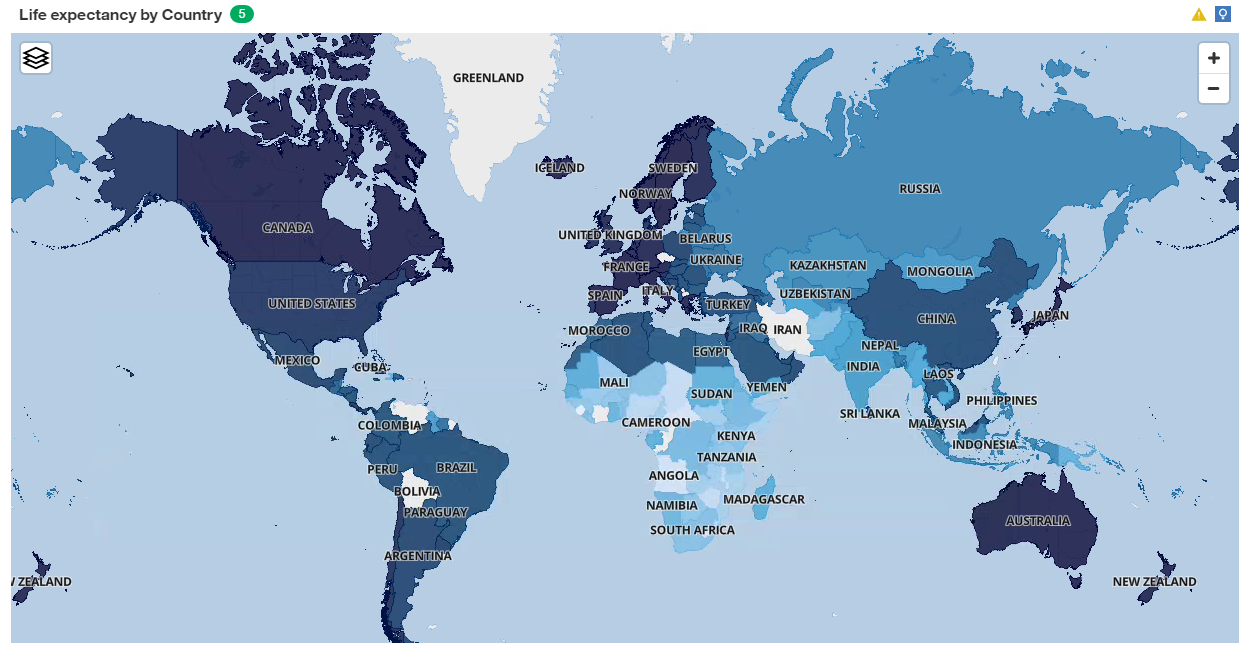 Life expectancy by Country 5
GREENLAND
ICELAND
SWEDEN
NORWAY
RUSSIA
CANADA
UNITED KINGDOM
BELARUS
UKRAINE
FRANCE
KAZAKHSTAN
MONGOLIA
SPAIN
ITALY
UZBEKISTAN
UNITED STATES
TURKEY
JAPAN
CHINA
MOROCCO
IRAQ
IRAN
NEPAL
EGYPT
MEXICO
CUBA
INDIA
LAOS
MALI
YEMEN
SUDAN
PHILIPPINES
SRI LANKA
COLOMBIA
CAMEROON
MALAYSIA
KENYA
INDONESIA
TANZANIA
PERU
BRAZIL
ANGOLA
BOLIVIA
MADAGASCAR
NAMIBIA
PARAGUAY
AUSTRALIA
SOUTH AFRICA
ARGENTINA
W ZEALAND
NEW ZEALAND
+
−